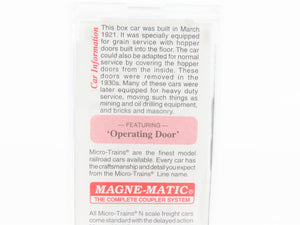 Car Information
This box car was built in March
1921. It was specially equipped
for grain service with hopper
doors built into the floor. The car
could also be adapted for normal
service by covering the hopper
doors from the inside. These
doors were removed in the
1930s. Many of these cars were
later equipped for heavy duty
service, moving such things as
mining and oil drilling equipment,
and bricks and masonry.
— FEATURING —
'Operating Door'
Micro-Trains® are the finest model
railroad cars available. Every car has
the craftsmanship and detail you expect
from the Micro-Trains® Line name.
MAGNE-MATIC®
THE COMPLETE COUPLER SYSTEM
All Micro-Trains® N scale freight cars
come standard with the delayed action